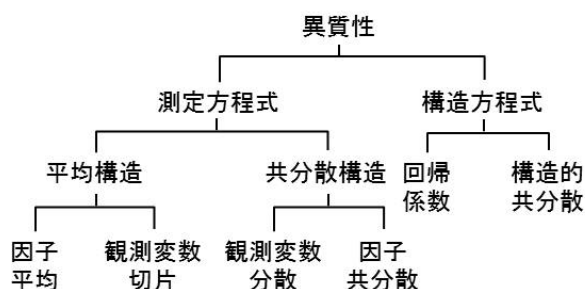 異質性
測定方程式
構造方程式
平均構造
共分散構造
回帰
係数
構造的
共分散
因子
平均
観測変数
切片
観測変数
分散
因子
共分散